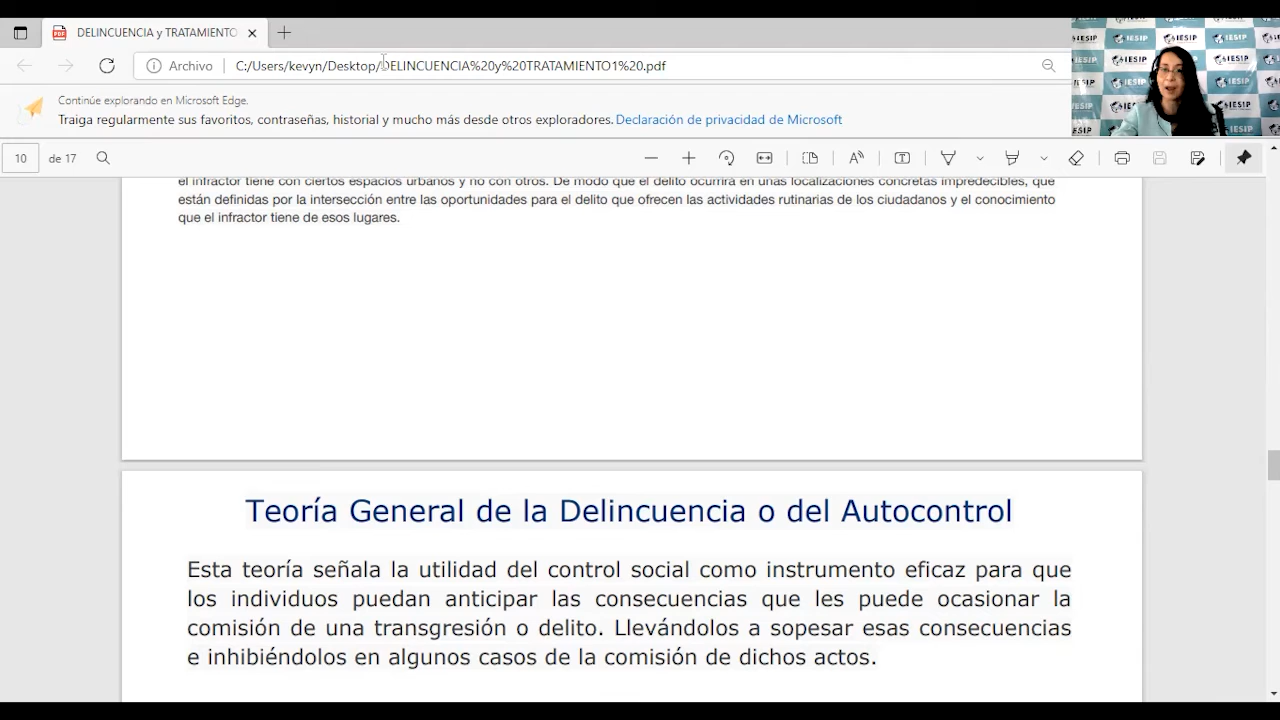 DELINCUENCIA y TRATAMIENTO
Archivo
C:/Users/kevyn/Desktop/DELINCUENCIA%20y%20TRATAMIENTO1%20.pdf
Continúe explorando en Microsoft Edge.
Traiga regularmente sus favoritos, contraseñas, historial y mucho más desde otros exploradores. Declaración de privacidad de Microsoft
10 de 17
el infractor tiene con ciertos espacios urbanos y no con otros. De modo que el delito ocurrirá en unas localizaciones concretas impredecibles, que
están definidas por la intersección entre las oportunidades para el delito que ofrecen las actividades rutinarias de los ciudadanos y el conocimiento
que el infractor tiene de esos lugares.
Teoría General de la Delincuencia o del Autocontrol
Esta teoría señala la utilidad del control social como instrumento eficaz para que
los individuos puedan anticipar las consecuencias que les puede ocasionar la
comisión de una transgresión o delito. Llevándolos a sopesar esas consecuencias
e inhibiéndolos en algunos casos de la comisión de dichos actos.
IESIP